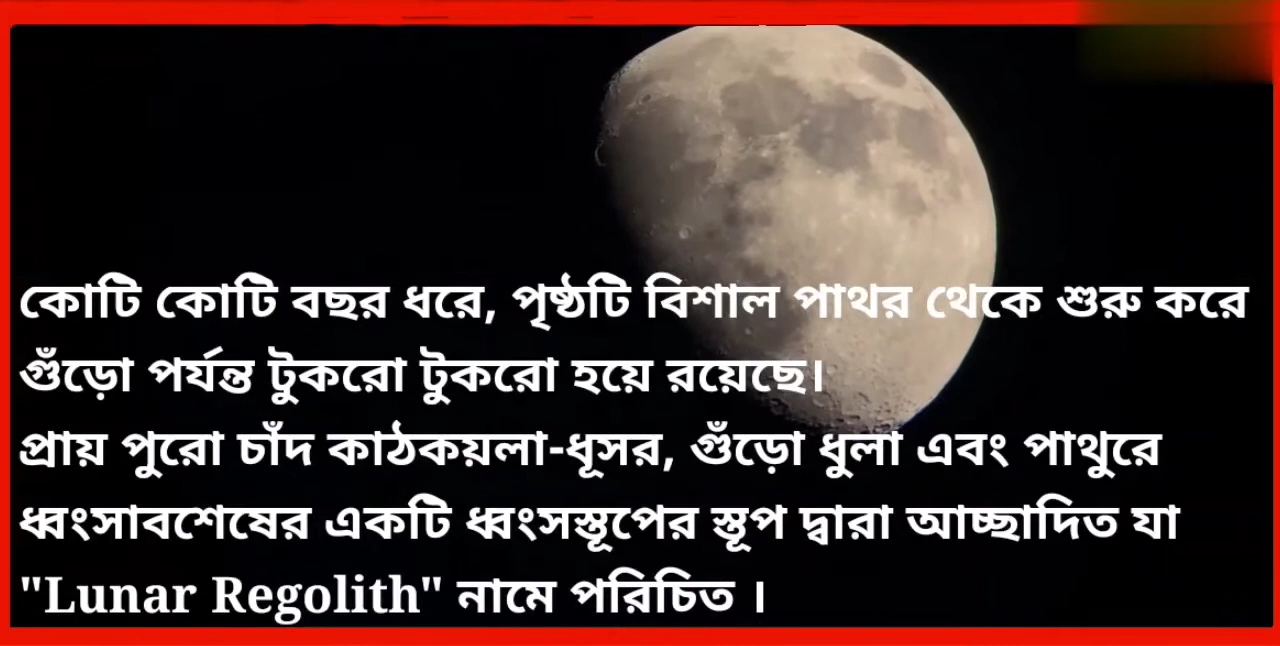 কোটি কোটি বছর ধরে, পৃষ্ঠটি বিশাল পাথর থেকে শুরু করে
গুঁড়ো পর্যন্ত টুকরো টুকরো হয়ে রয়েছে।
প্রায় পুরো চাঁদ কাঠকয়লা-ধূসর, গুঁড়ো ধুলা এবং পাথুরে
ধ্বংসাবশেষের একটি ধ্বংসস্তূপের স্তূপ দ্বারা আচ্ছাদিত যা
"Lunar Regolith" নামে পরিচিত ।